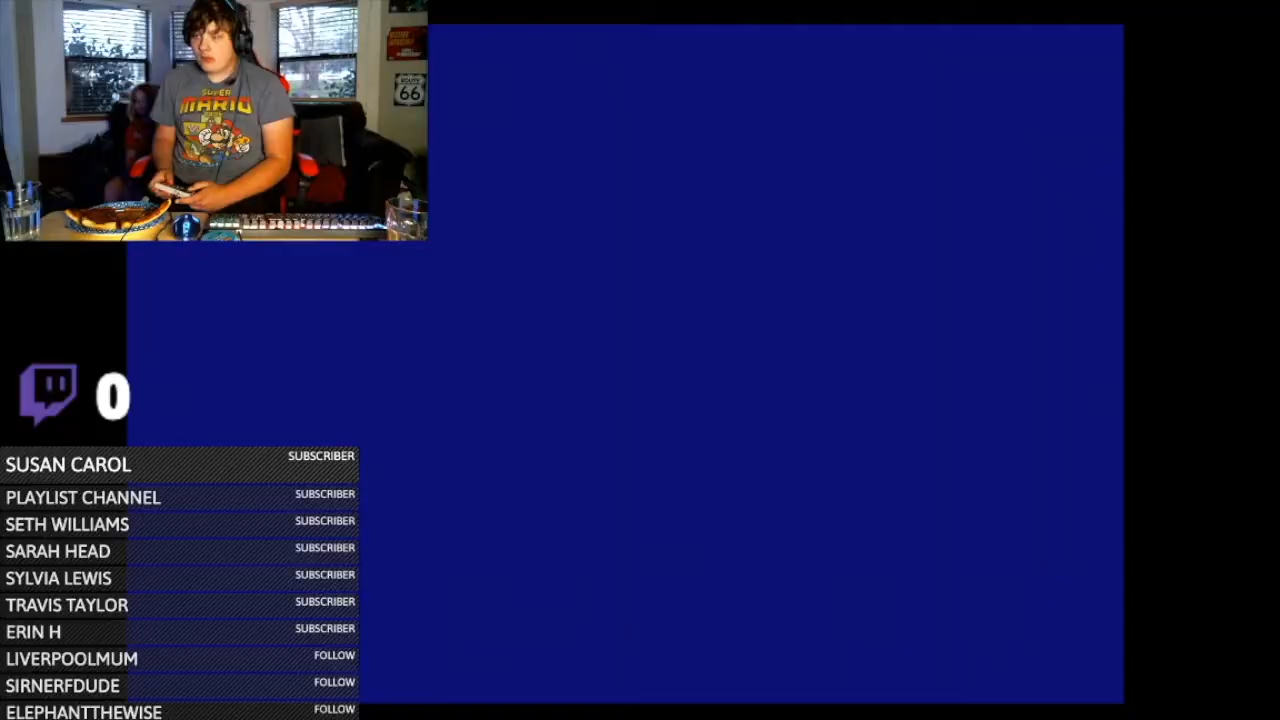 SUPER
MARIO
ROUTE
66
0
SUSAN CAROL SUBSCRIBER
PLAYLIST CHANNEL SUBSCRIBER
SETH WILLIAMS SUBSCRIBER
SARAH HEAD SUBSCRIBER
SYLVIA LEWIS SUBSCRIBER
TRAVIS TAYLOR SUBSCRIBER
ERIN H SUBSCRIBER
LIVERPOOLMUM FOLLOW
SIRNERFDUDE FOLLOW
ELEPHANTTHEWISE FOLLOW